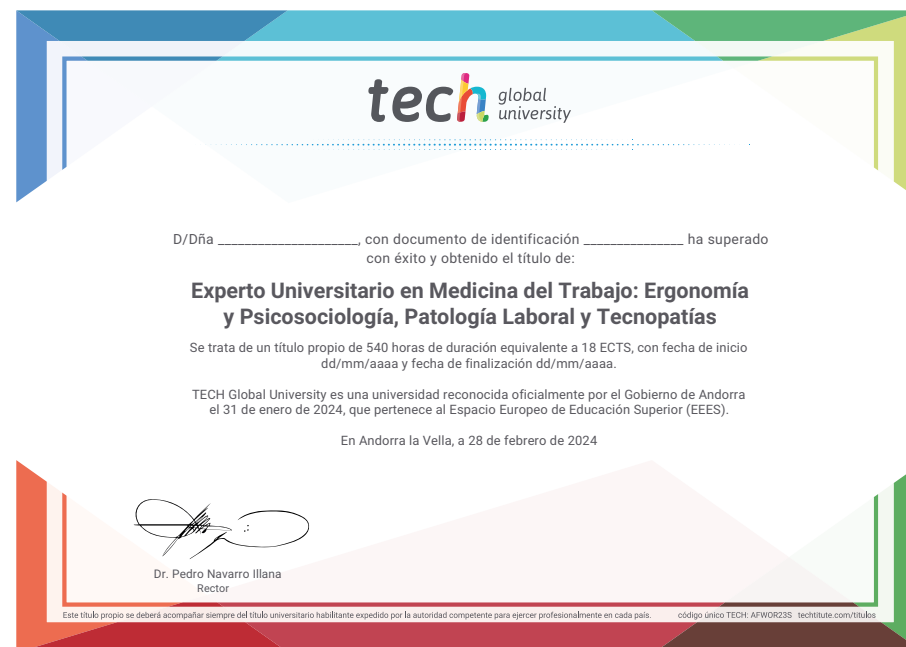 tech global university
D/Dña _____________________, con documento de identificación _______________ ha superado
con éxito y obtenido el título de:
Experto Universitario en Medicina del Trabajo: Ergonomía
y Psicosociología, Patología Laboral y Tecnopatías
Se trata de un título propio de 540 horas de duración equivalente a 18 ECTS, con fecha de inicio
dd/mm/aaaa y fecha de finalización dd/mm/aaaa.
TECH Global University es una universidad reconocida oficialmente por el Gobierno de Andorra
el 31 de enero de 2024, que pertenece al Espacio Europeo de Educación Superior (EEES).
En Andorra la Vella, a 28 de febrero de 2024
Dr. Pedro Navarro Illana
Rector
Este título propio se deberá acompañar siempre del título universitario habilitante expedido por la autoridad competente para ejercer profesionalmente en cada país. código único TECH: AFWOR23S techtitute.com/titulos